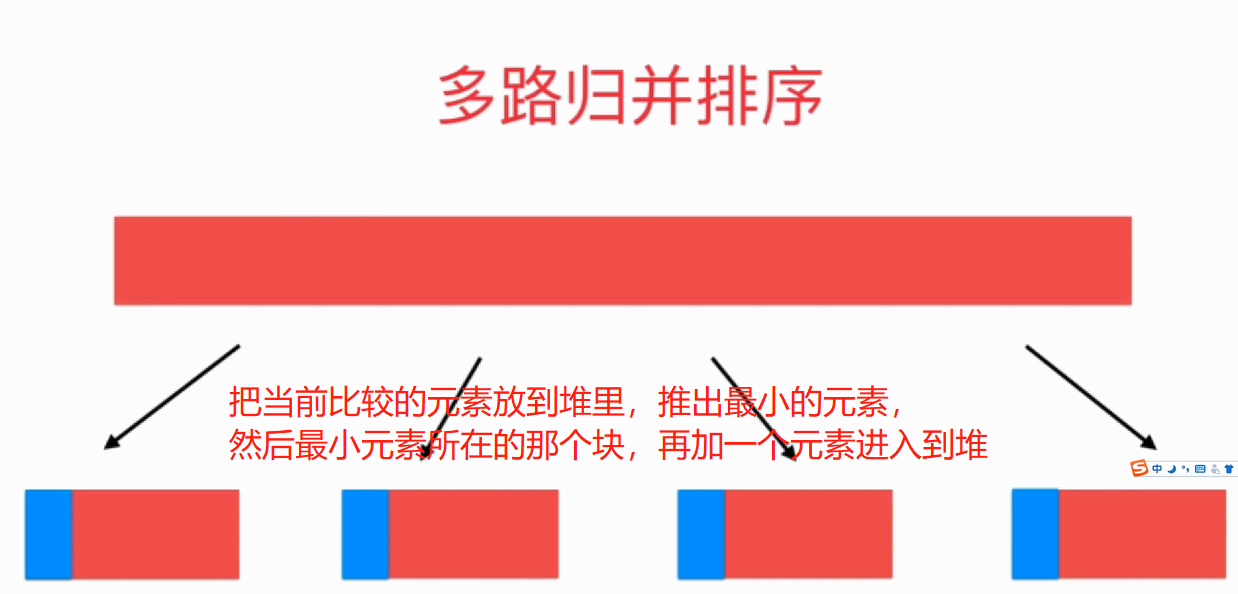 多路归并排序
把当前比较的元素放到堆里，推出最小的元素，
然后最小元素所在的那个块，再加一个元素进入到堆
中